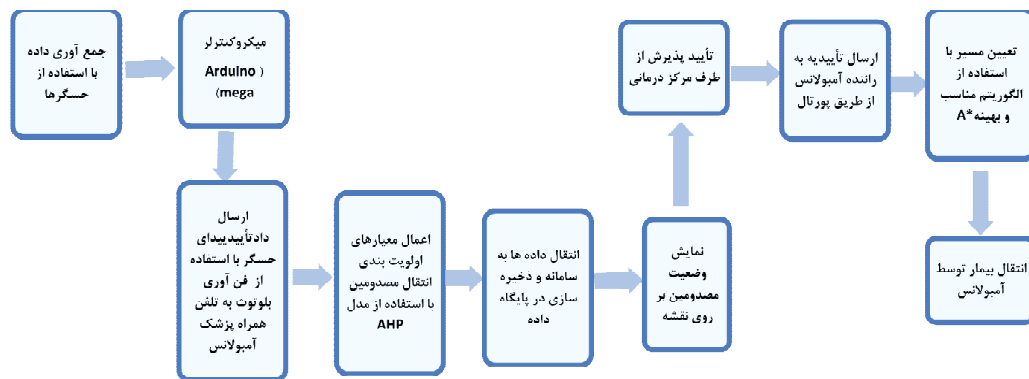 جمع آوری داده
با استفاده از
حسگرها
میکروکنترلر
( Arduino
mega)
ارسال
دادتأییدییدای
حسگر با استفاده
از فن آوری
بلوتوث به تلفن
همراه پزشک
آمبولانس
اعمال معیارهای
اولویت بندی
انتقال مصدومین
با استفاده از مدل
AHP
انتقال داده ها به
سامانه و ذخیره
سازی در پایگاه
داده
نمایش
وضعیت
مصدومین بر
روی نقشه
تأیید پذیرش از
طرف مرکز درمانی
ارسال تأییدیه به
راننده آمبولانس
از طریق پورتال
تعیین مسیر با
استفاده از
الگوریتم مناسب
و بهینه A*
انتقال بیمار توسط
آمبولانس